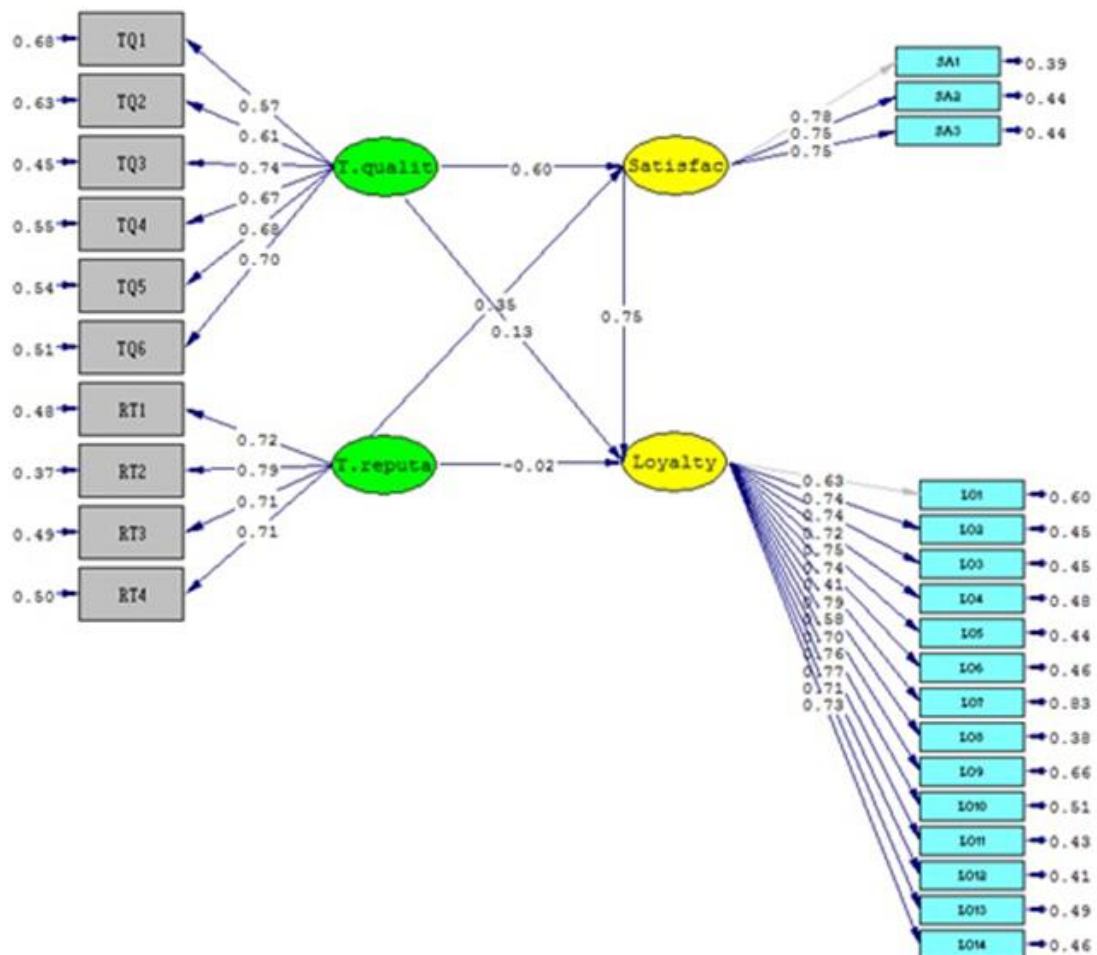 0.68
TQ1
0.63
TQ2
0.45
TQ3
0.55
TQ4
0.54
TQ5
0.51
TQ6
0.48
RT1
0.37
RT2
0.49
RT3
0.50
RT4
0.57
0.61
0.74
0.67
0.68
0.70
0.72
0.79
0.71
0.71
T.qualit
T.reputa
0.60
0.35
0.13
-0.02
0.75
Satisfac
Loyalty
0.78
0.75
0.75
SA1
0.39
SA2
0.44
SA3
0.44
0.63
0.74
0.74
0.72
0.75
0.74
0.41
0.79
0.58
0.70
0.76
0.77
0.71
0.73
LO1
0.60
LO2
0.45
LO3
0.45
LO4
0.48
LO5
0.44
LO6
0.46
LO7
0.83
LO8
0.38
LO9
0.66
LO10
0.51
LO11
0.43
LO12
0.41
LO13
0.49
LO14
0.46